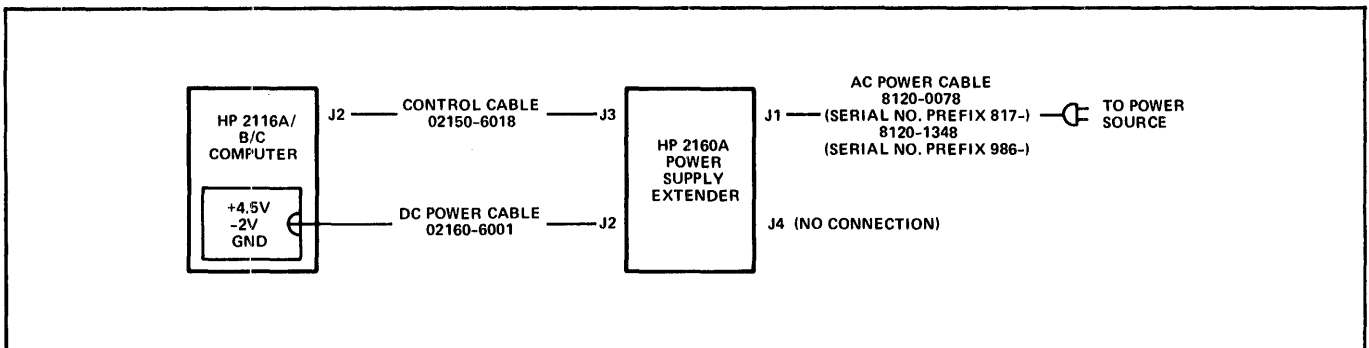 HP 2116A/
B/C
COMPUTER
+4.5V
-2V
GND
J2
CONTROL CABLE
02150-6018
J3
DC POWER CABLE
02160-6001
J2
HP 2160A
POWER
SUPPLY
EXTENDER
J1
AC POWER CABLE
8120-0078
(SERIAL NO. PREFIX 817-)
8120-1348
(SERIAL NO. PREFIX 986-)
TO POWER
SOURCE
J4 (NO CONNECTION)